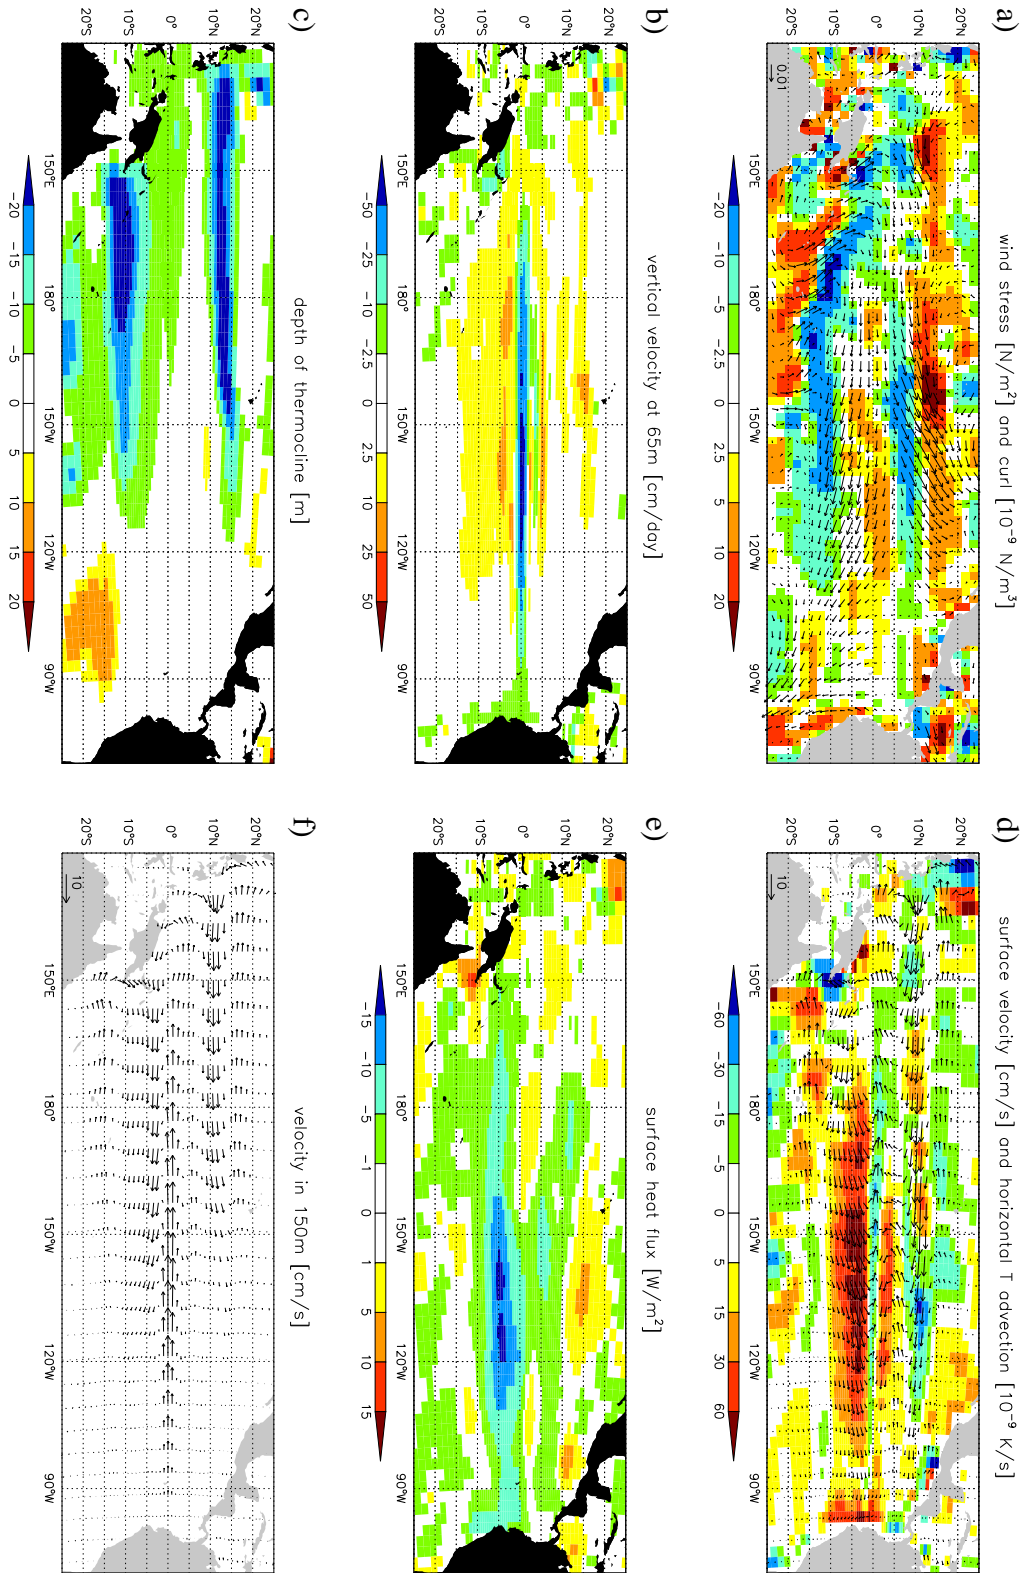 a) wind stress [N/m²] and curl [10⁻⁹ N/m³]
20°N
10°N
0°
10°S
20°S
0.01
150°E 180° 150°W 120°W 90°W
-20 -10 -5 -2.5 0 2.5 5 10 20
d) surface velocity [cm/s] and horizontal T advection [10⁻⁹ K/s]
20°N
10°N
0°
10°S
20°S
10
150°E 180° 150°W 120°W 90°W
-60 -30 -15 -5 0 5 15 30 60
b) vertical velocity at 65m [cm/day]
20°N
10°N
0°
10°S
20°S
150°E 180° 150°W 120°W 90°W
-50 -25 -10 -2.5 0 2.5 10 25 50
e) surface heat flux [W/m²]
20°N
10°N
0°
10°S
20°S
150°E 180° 150°W 120°W 90°W
-15 -10 -5 -1 0 1 5 10 15
c) depth of thermocline [m]
20°N
10°N
0°
10°S
20°S
150°E 180° 150°W 120°W 90°W
-20 -15 -10 -5 0 5 10 15 20
f) velocity in 150m [cm/s]
20°N
10°N
0°
10°S
20°S
10
150°E 180° 150°W 120°W 90°W